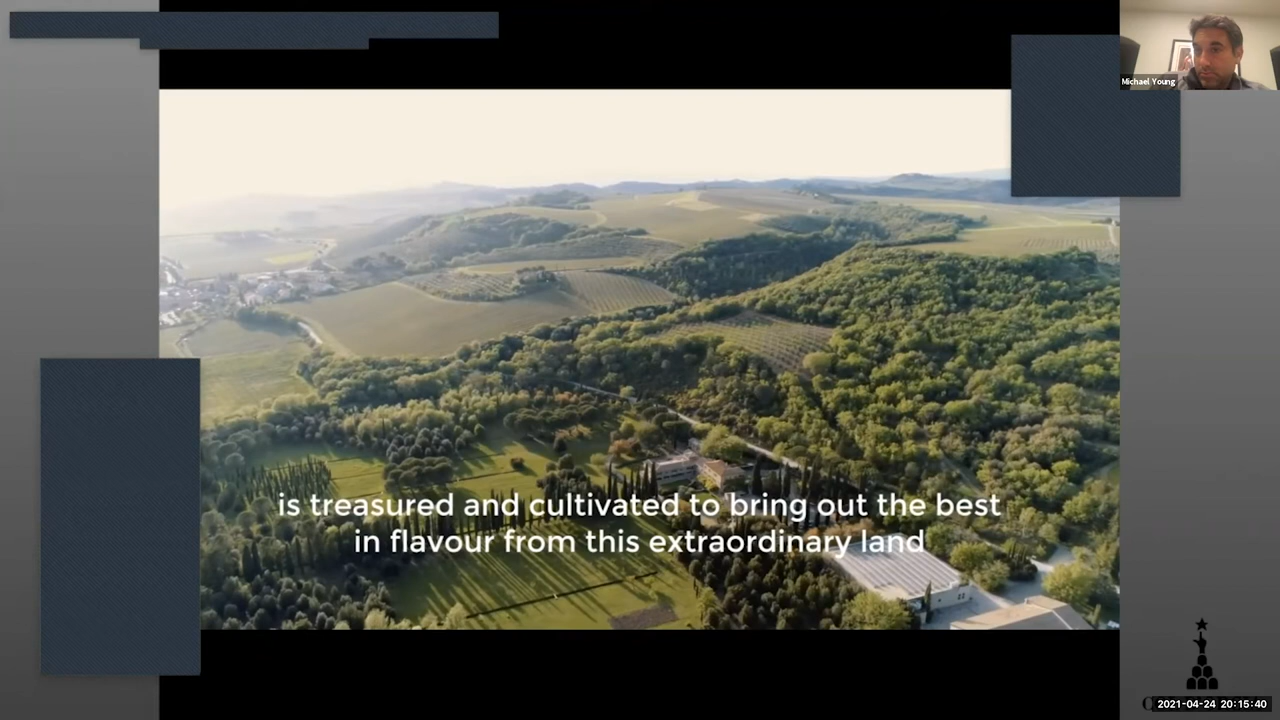 Michael Young
is treasured and cultivated to bring out the best
in flavour from this extraordinary land
2021-04-24 20:15:40